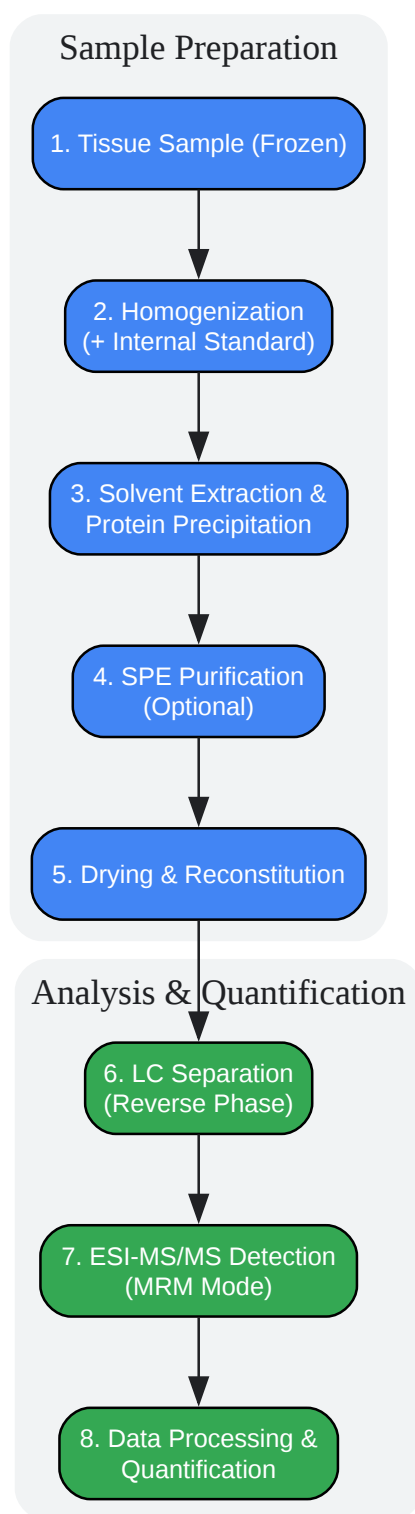 Sample Preparation
1. Tissue Sample (Frozen)
2. Homogenization
(+ Internal Standard)
3. Solvent Extraction &
Protein Precipitation
4. SPE Purification
(Optional)
5. Drying & Reconstitution
Analysis & Quantification
6. LC Separation
(Reverse Phase)
7. ESI-MS/MS Detection
(MRM Mode)
8. Data Processing &
Quantification